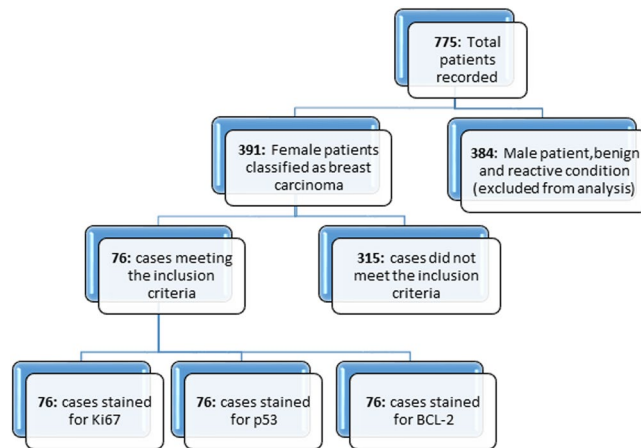 775: Total
patients
recorded
391: Female patients
classified as breast
carcinoma
384: Male patient,benign
and reactive condition
(excluded from analysis)
76: cases meeting
the inclusion
criteria
315: cases did not
meet the inclusion
criteria
76: cases stained
for Ki67
76: cases stained
for p53
76: cases stained
for BCL-2